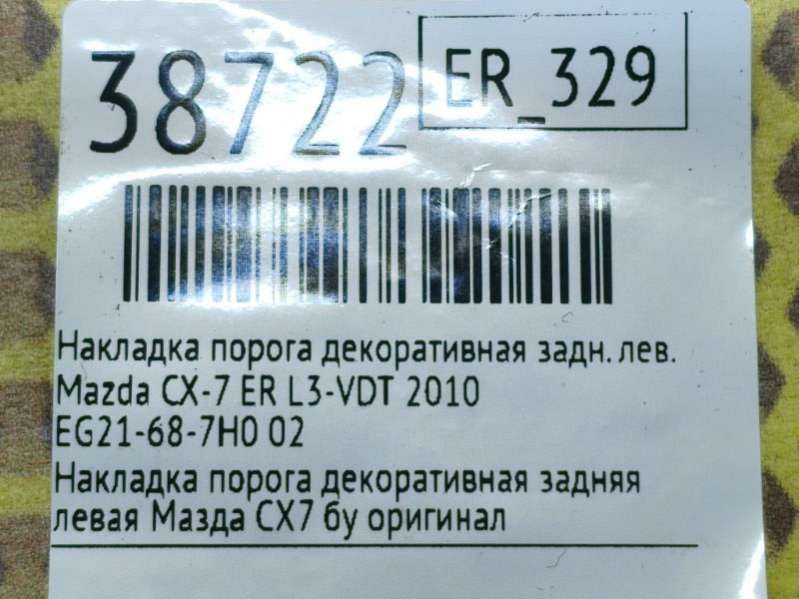 38722
ER_329
Накладка порога декоративная задн. лев.
Mazda CX-7 ER L3-VDT 2010
EG21-68-7H0 02
Накладка порога декоративная задняя
левая Мазда CX7 бу оригинал